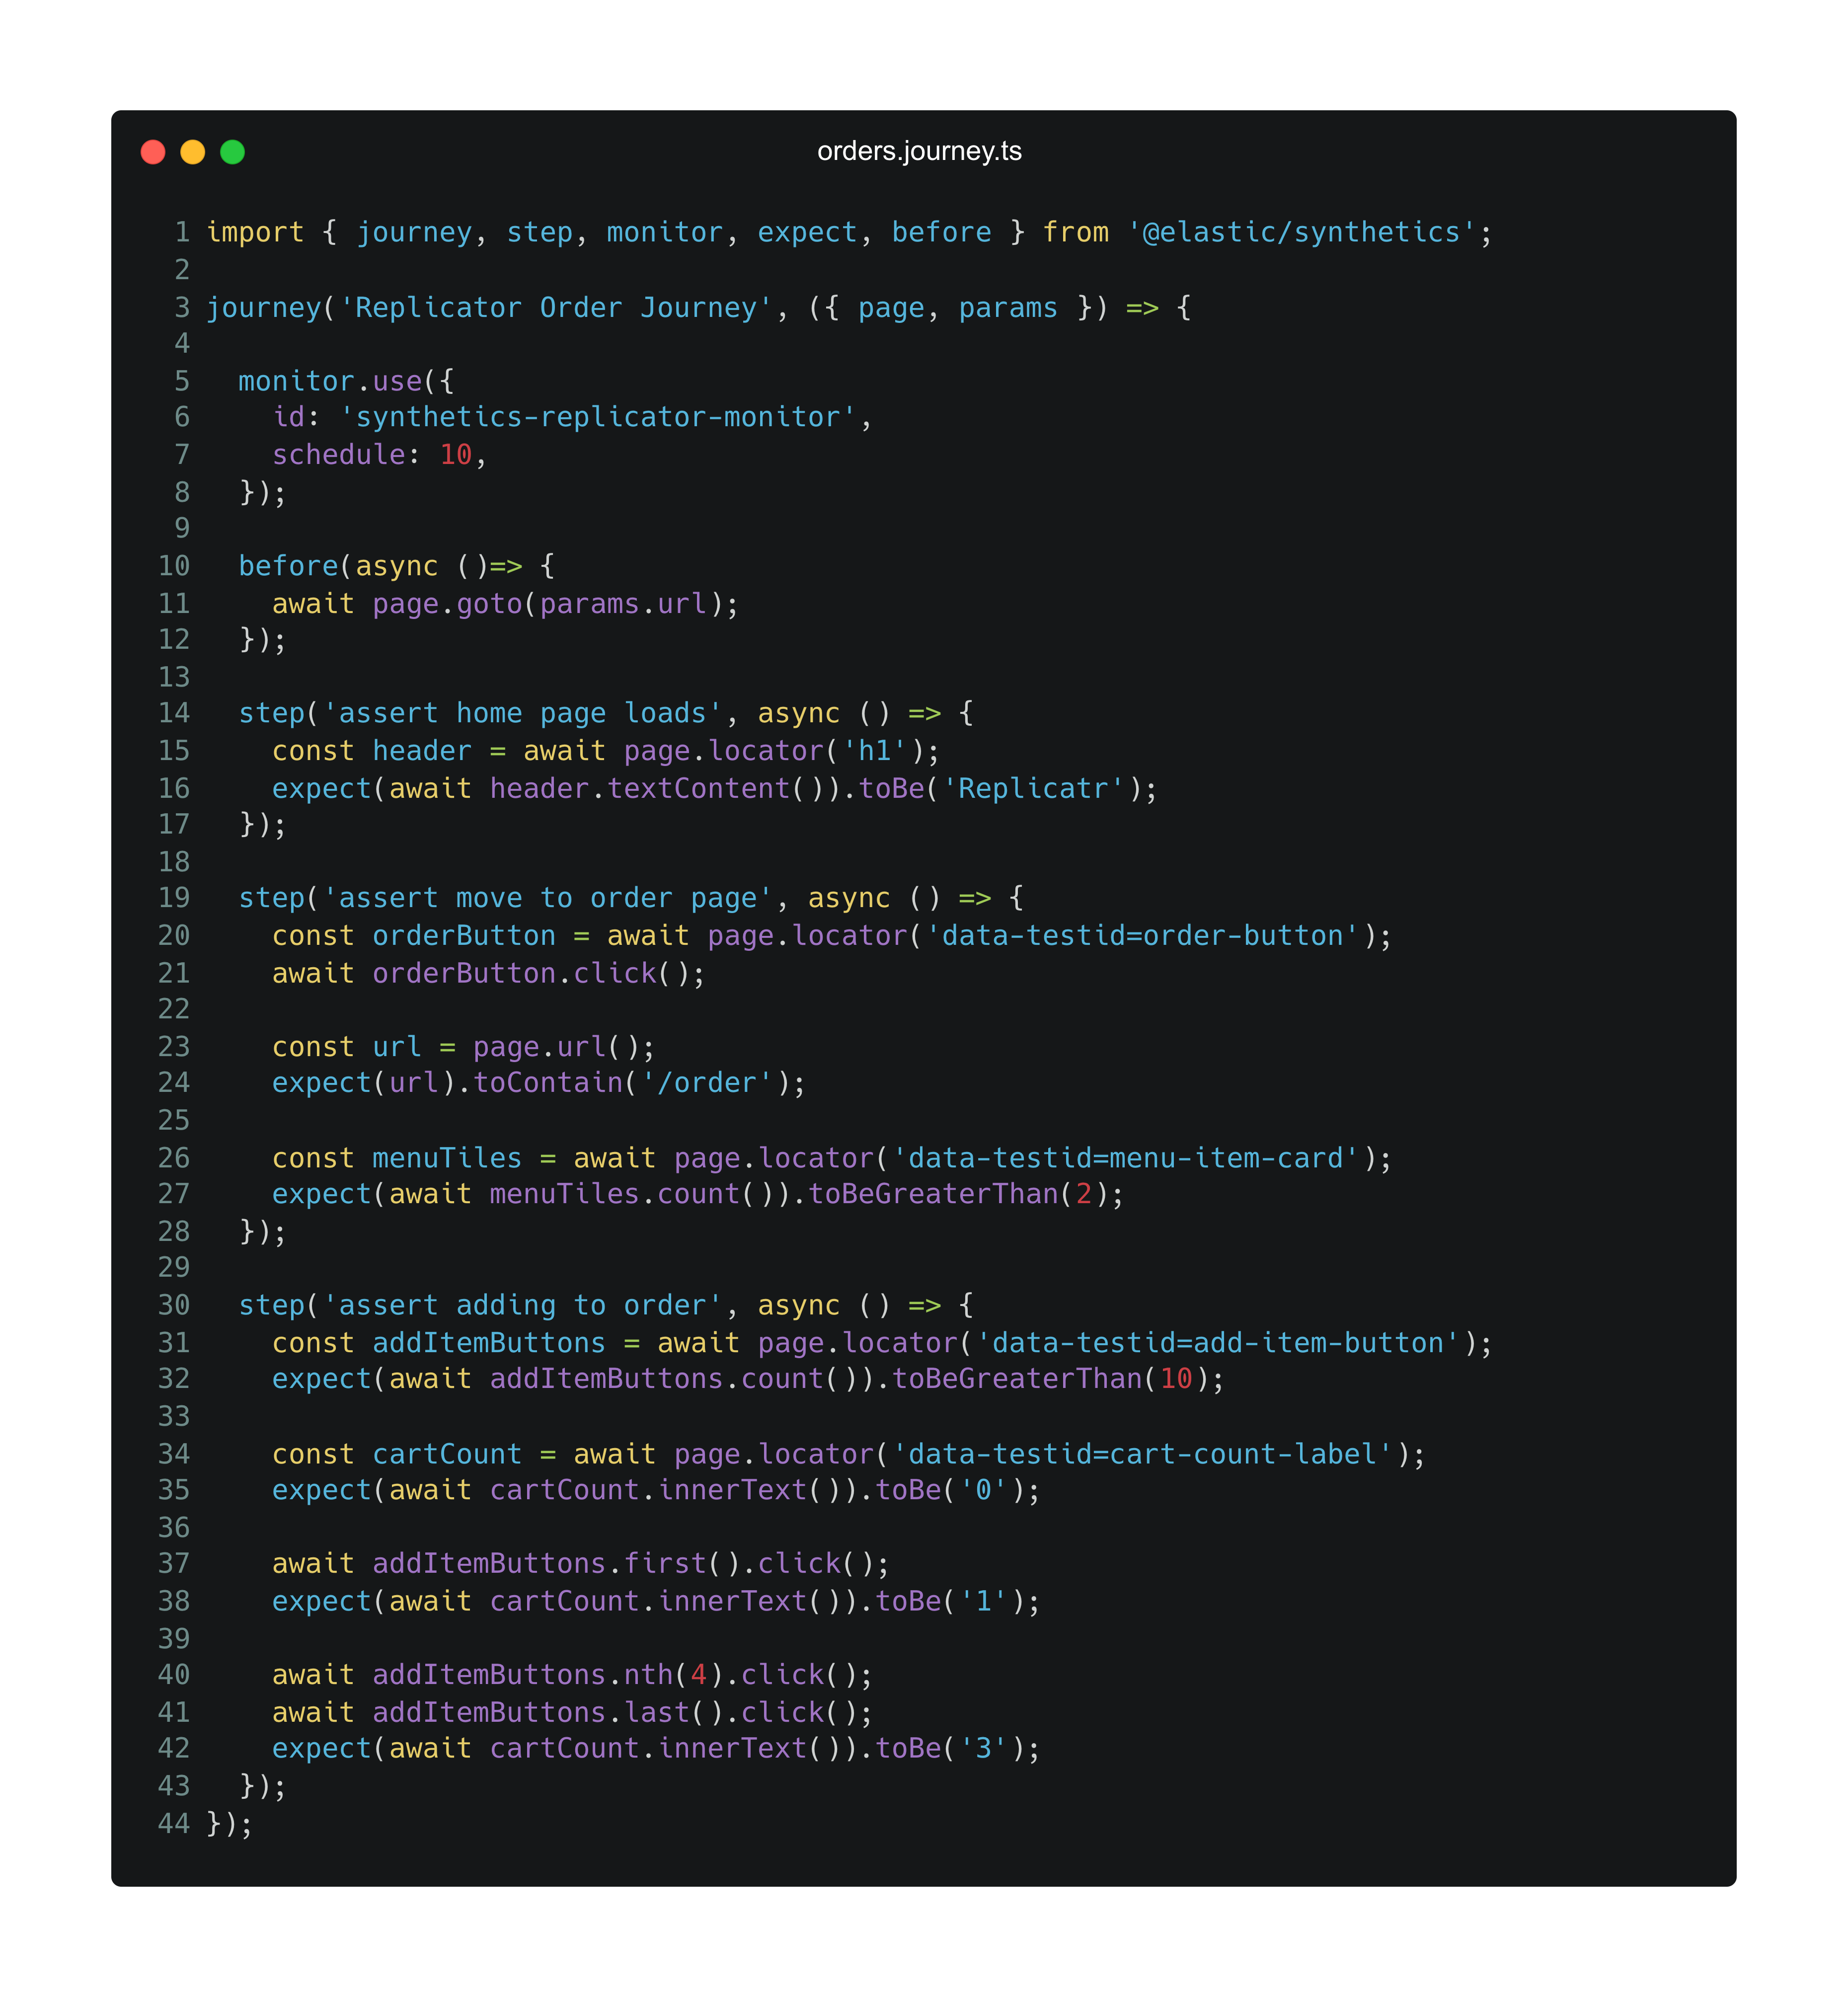 orders.journey.ts
1 import { journey, step, monitor, expect, before } from '@elastic/synthetics';
2
3 journey('Replicator Order Journey', ({ page, params }) => {
4
5   monitor.use({
6     id: 'synthetics-replicator-monitor',
7     schedule: 10,
8   });
9
10   before(async ()=> {
11     await page.goto(params.url);
12   });
13
14   step('assert home page loads', async () => {
15     const header = await page.locator('h1');
16     expect(await header.textContent()).toBe('Replicatr');
17   });
18
19   step('assert move to order page', async () => {
20     const orderButton = await page.locator('data-testid=order-button');
21     await orderButton.click();
22
23     const url = page.url();
24     expect(url).toContain('/order');
25
26     const menuTiles = await page.locator('data-testid=menu-item-card');
27     expect(await menuTiles.count()).toBeGreaterThan(2);
28   });
29
30   step('assert adding to order', async () => {
31     const addItemButtons = await page.locator('data-testid=add-item-button');
32     expect(await addItemButtons.count()).toBeGreaterThan(10);
33
34     const cartCount = await page.locator('data-testid=cart-count-label');
35     expect(await cartCount.innerText()).toBe('0');
36
37     await addItemButtons.first().click();
38     expect(await cartCount.innerText()).toBe('1');
39
40     await addItemButtons.nth(4).click();
41     await addItemButtons.last().click();
42     expect(await cartCount.innerText()).toBe('3');
43   });
44 });